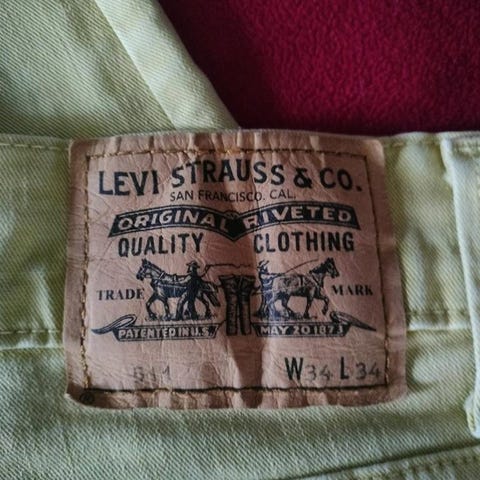 LEVI STRAUSS & CO.
SAN FRANCISCO. CAL.
ORIGINAL RIVETED
QUALITY CLOTHING
TRADE MARK
PATENTED IN U.S. MAY 20 1873
W34 L34
®